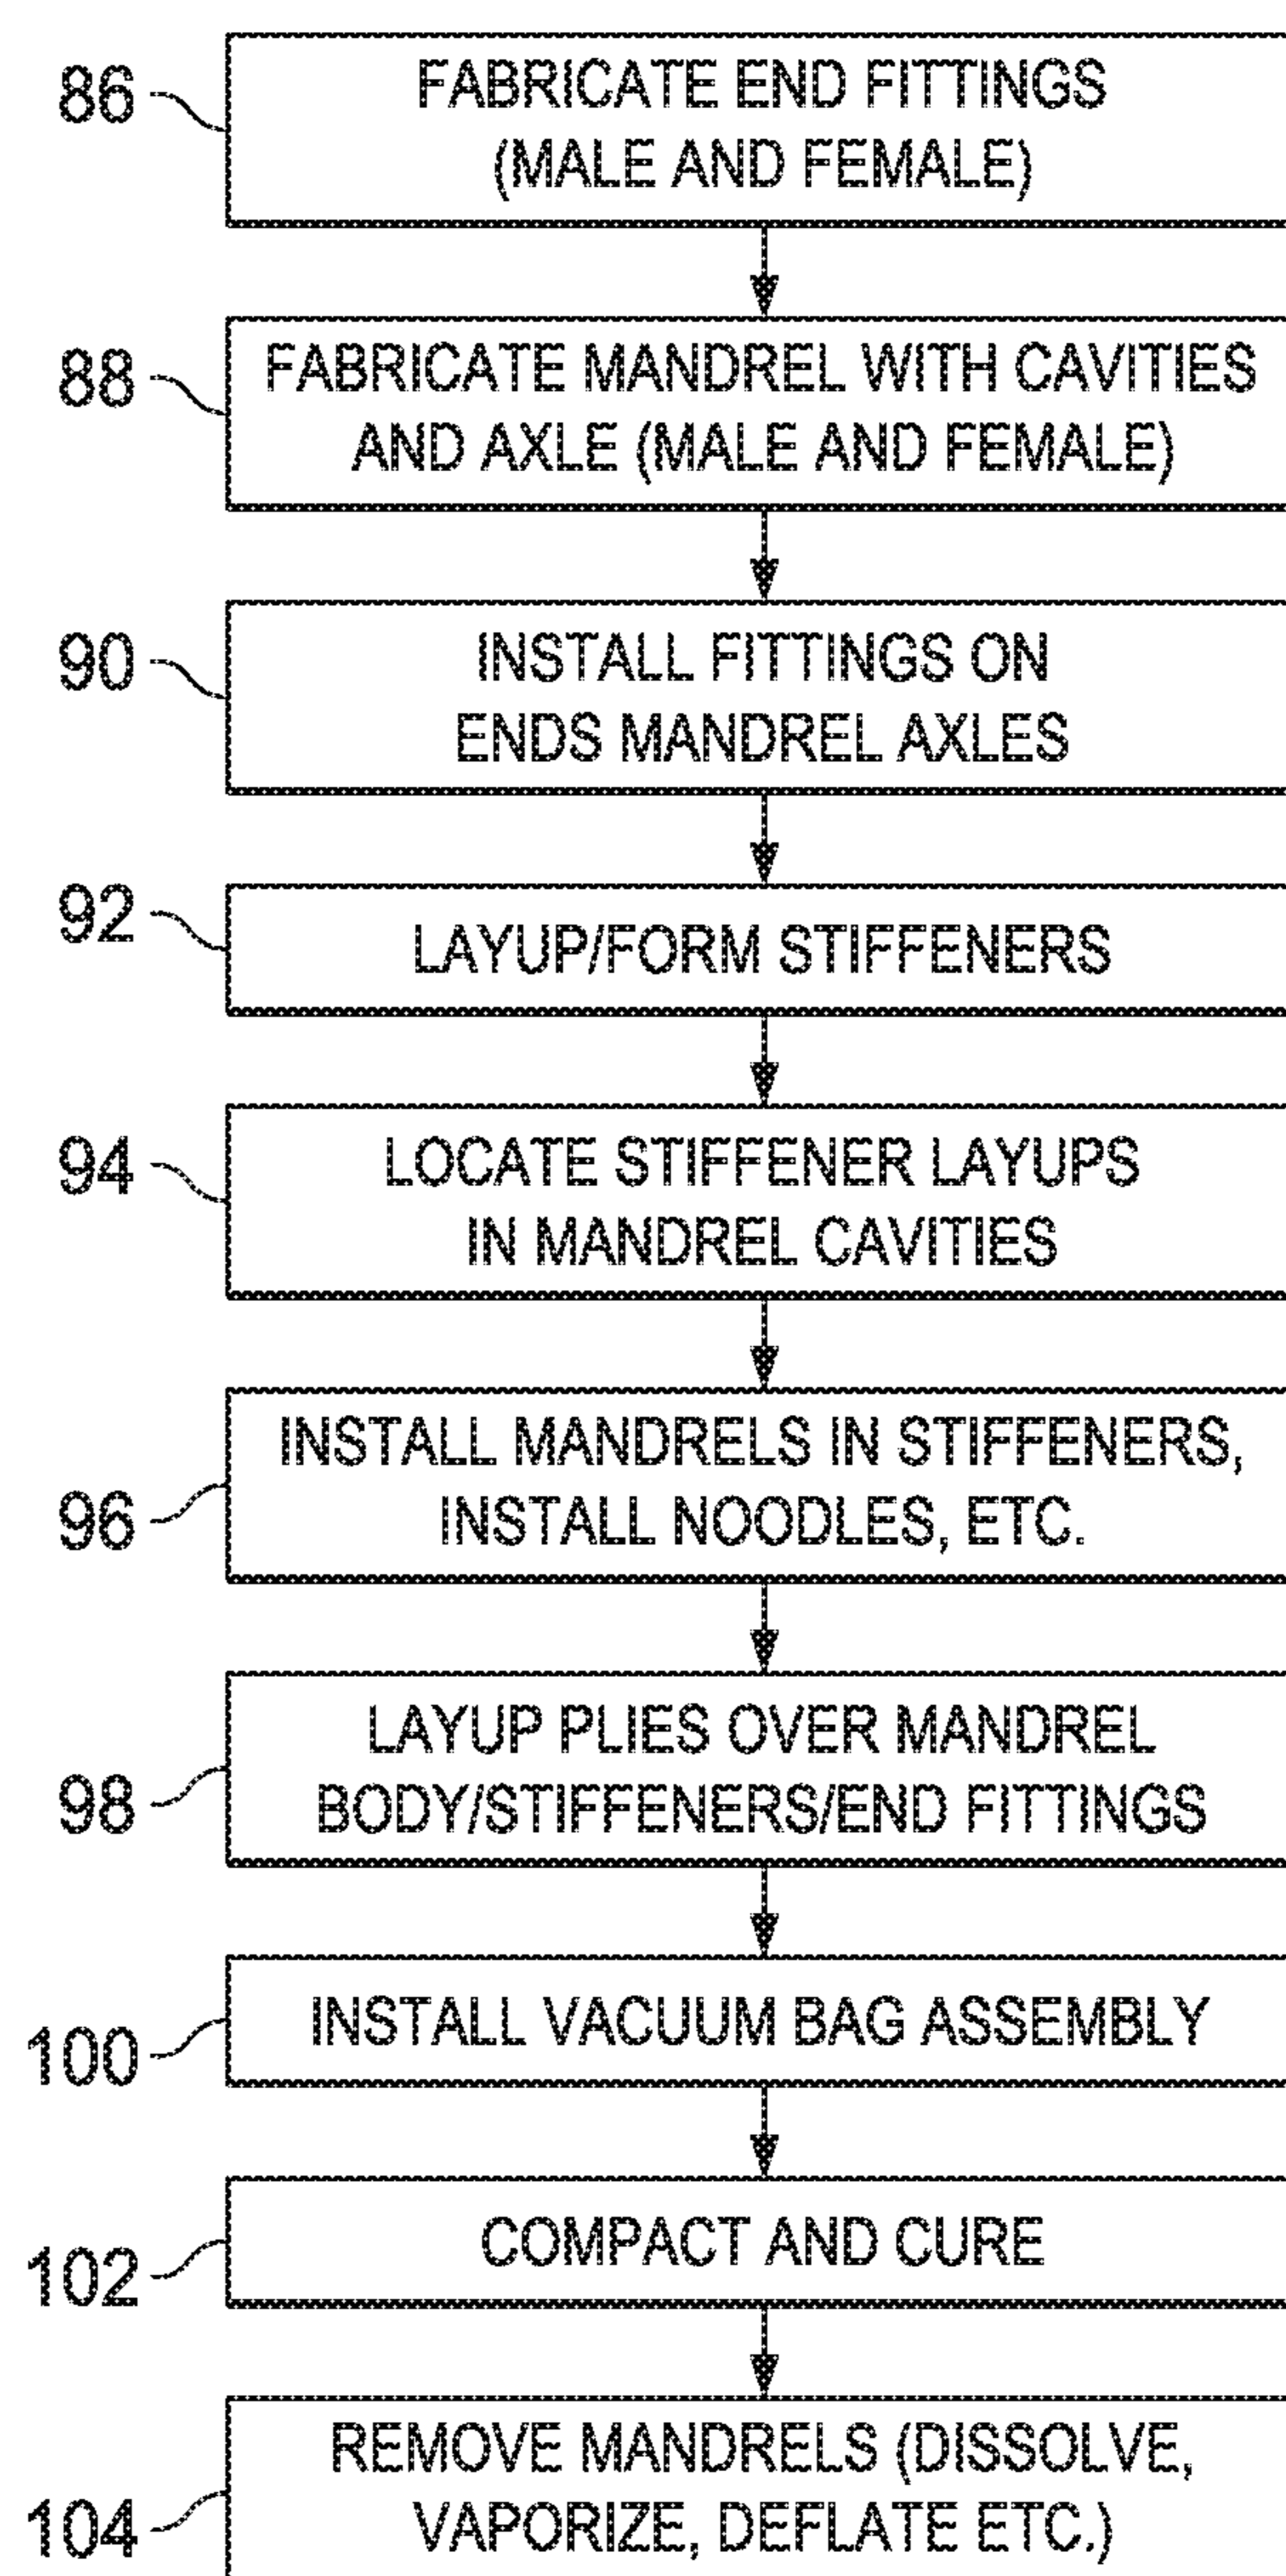 86
FABRICATE END FITTINGS
(MALE AND FEMALE)
88
FABRICATE MANDREL WITH CAVITIES
AND AXLE (MALE AND FEMALE)
90
INSTALL FITTINGS ON
ENDS MANDREL AXLES
92
LAYUP/FORM STIFFENERS
94
LOCATE STIFFENER LAYUPS
IN MANDREL CAVITIES
96
INSTALL MANDRELS IN STIFFENERS,
INSTALL NOODLES, ETC.
98
LAYUP PLIES OVER MANDREL
BODY/STIFFENERS/END FITTINGS
100
INSTALL VACUUM BAG ASSEMBLY
102
COMPACT AND CURE
104
REMOVE MANDRELS (DISSOLVE,
VAPORIZE, DEFLATE ETC.)